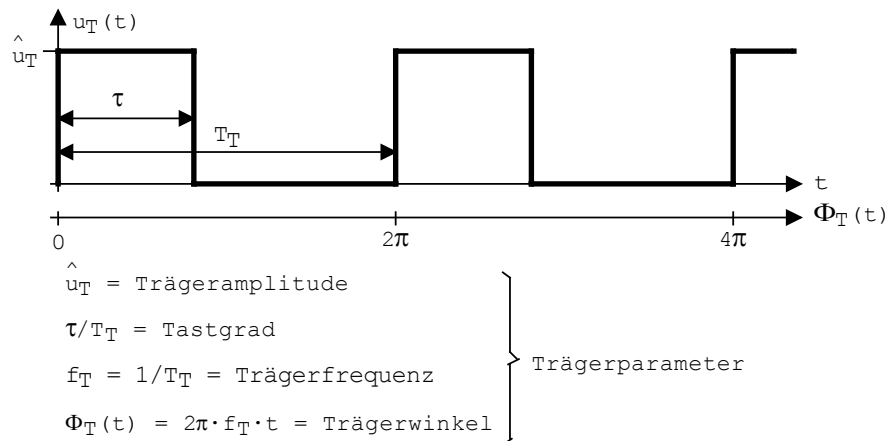 u_T(t)
û_T
τ
T_T
t
Φ_T(t)
0 2π 4π
û_T = Trägeramplitude
τ/T_T = Tastgrad
f_T = 1/T_T = Trägerfrequenz
Trägerparameter
Φ_T(t) = 2π·f_T·t = Trägerwinkel